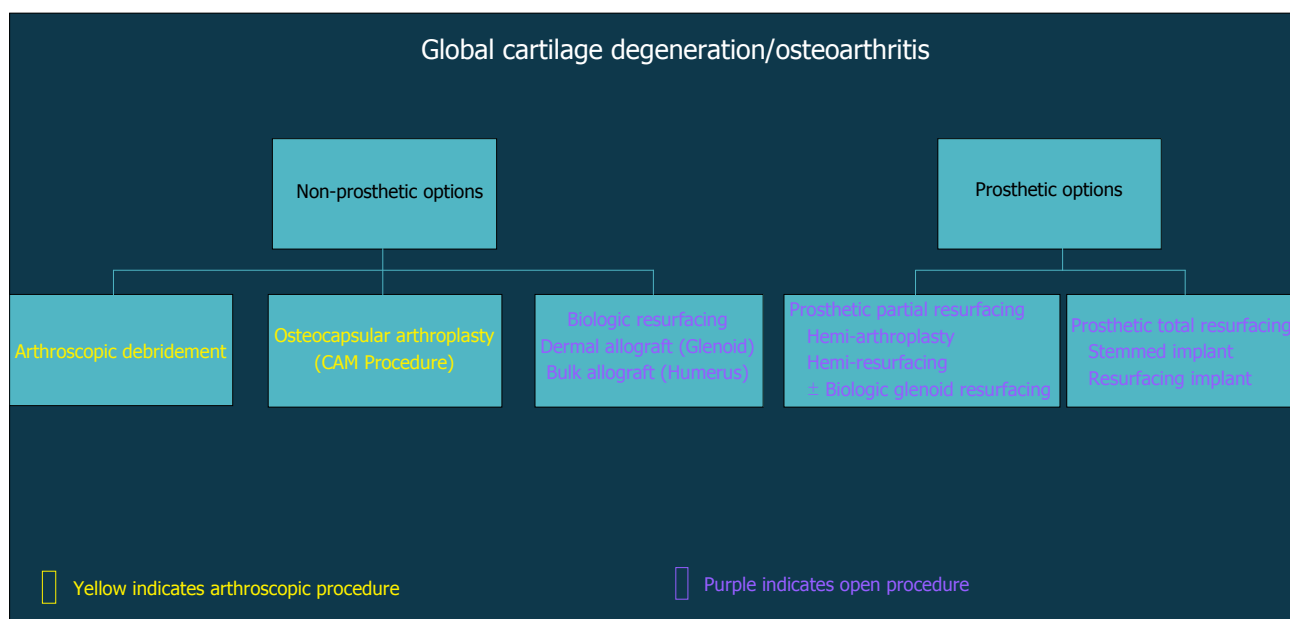 Global cartilage degeneration/osteoarthritis
Non-prosthetic options
Prosthetic options
Arthroscopic debridement
Osteocapsular arthroplasty
(CAM Procedure)
Biologic resurfacing
Dermal allograft (Glenoid)
Bulk allograft (Humerus)
Prosthetic partial resurfacing
Hemi-arthroplasty
Hemi-resurfacing
± Biologic glenoid resurfacing
Prosthetic total resurfacing
Stemmed implant
Resurfacing implant
Yellow indicates arthroscopic procedure
Purple indicates open procedure